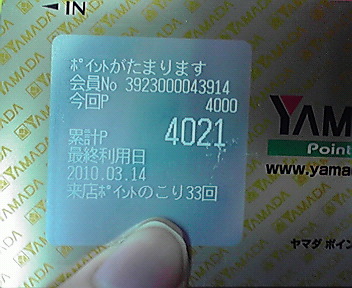 ◄IN
ﾎﾟｲﾝﾄがたまります
会員No 3923000043914
今回P 4000
累計P 4021
最終利用日
2010.03.14
来店ﾎﾟｲﾝﾄのこり33回
YAMA
Point
www.yama
ヤマダ ポイン
YAMADA